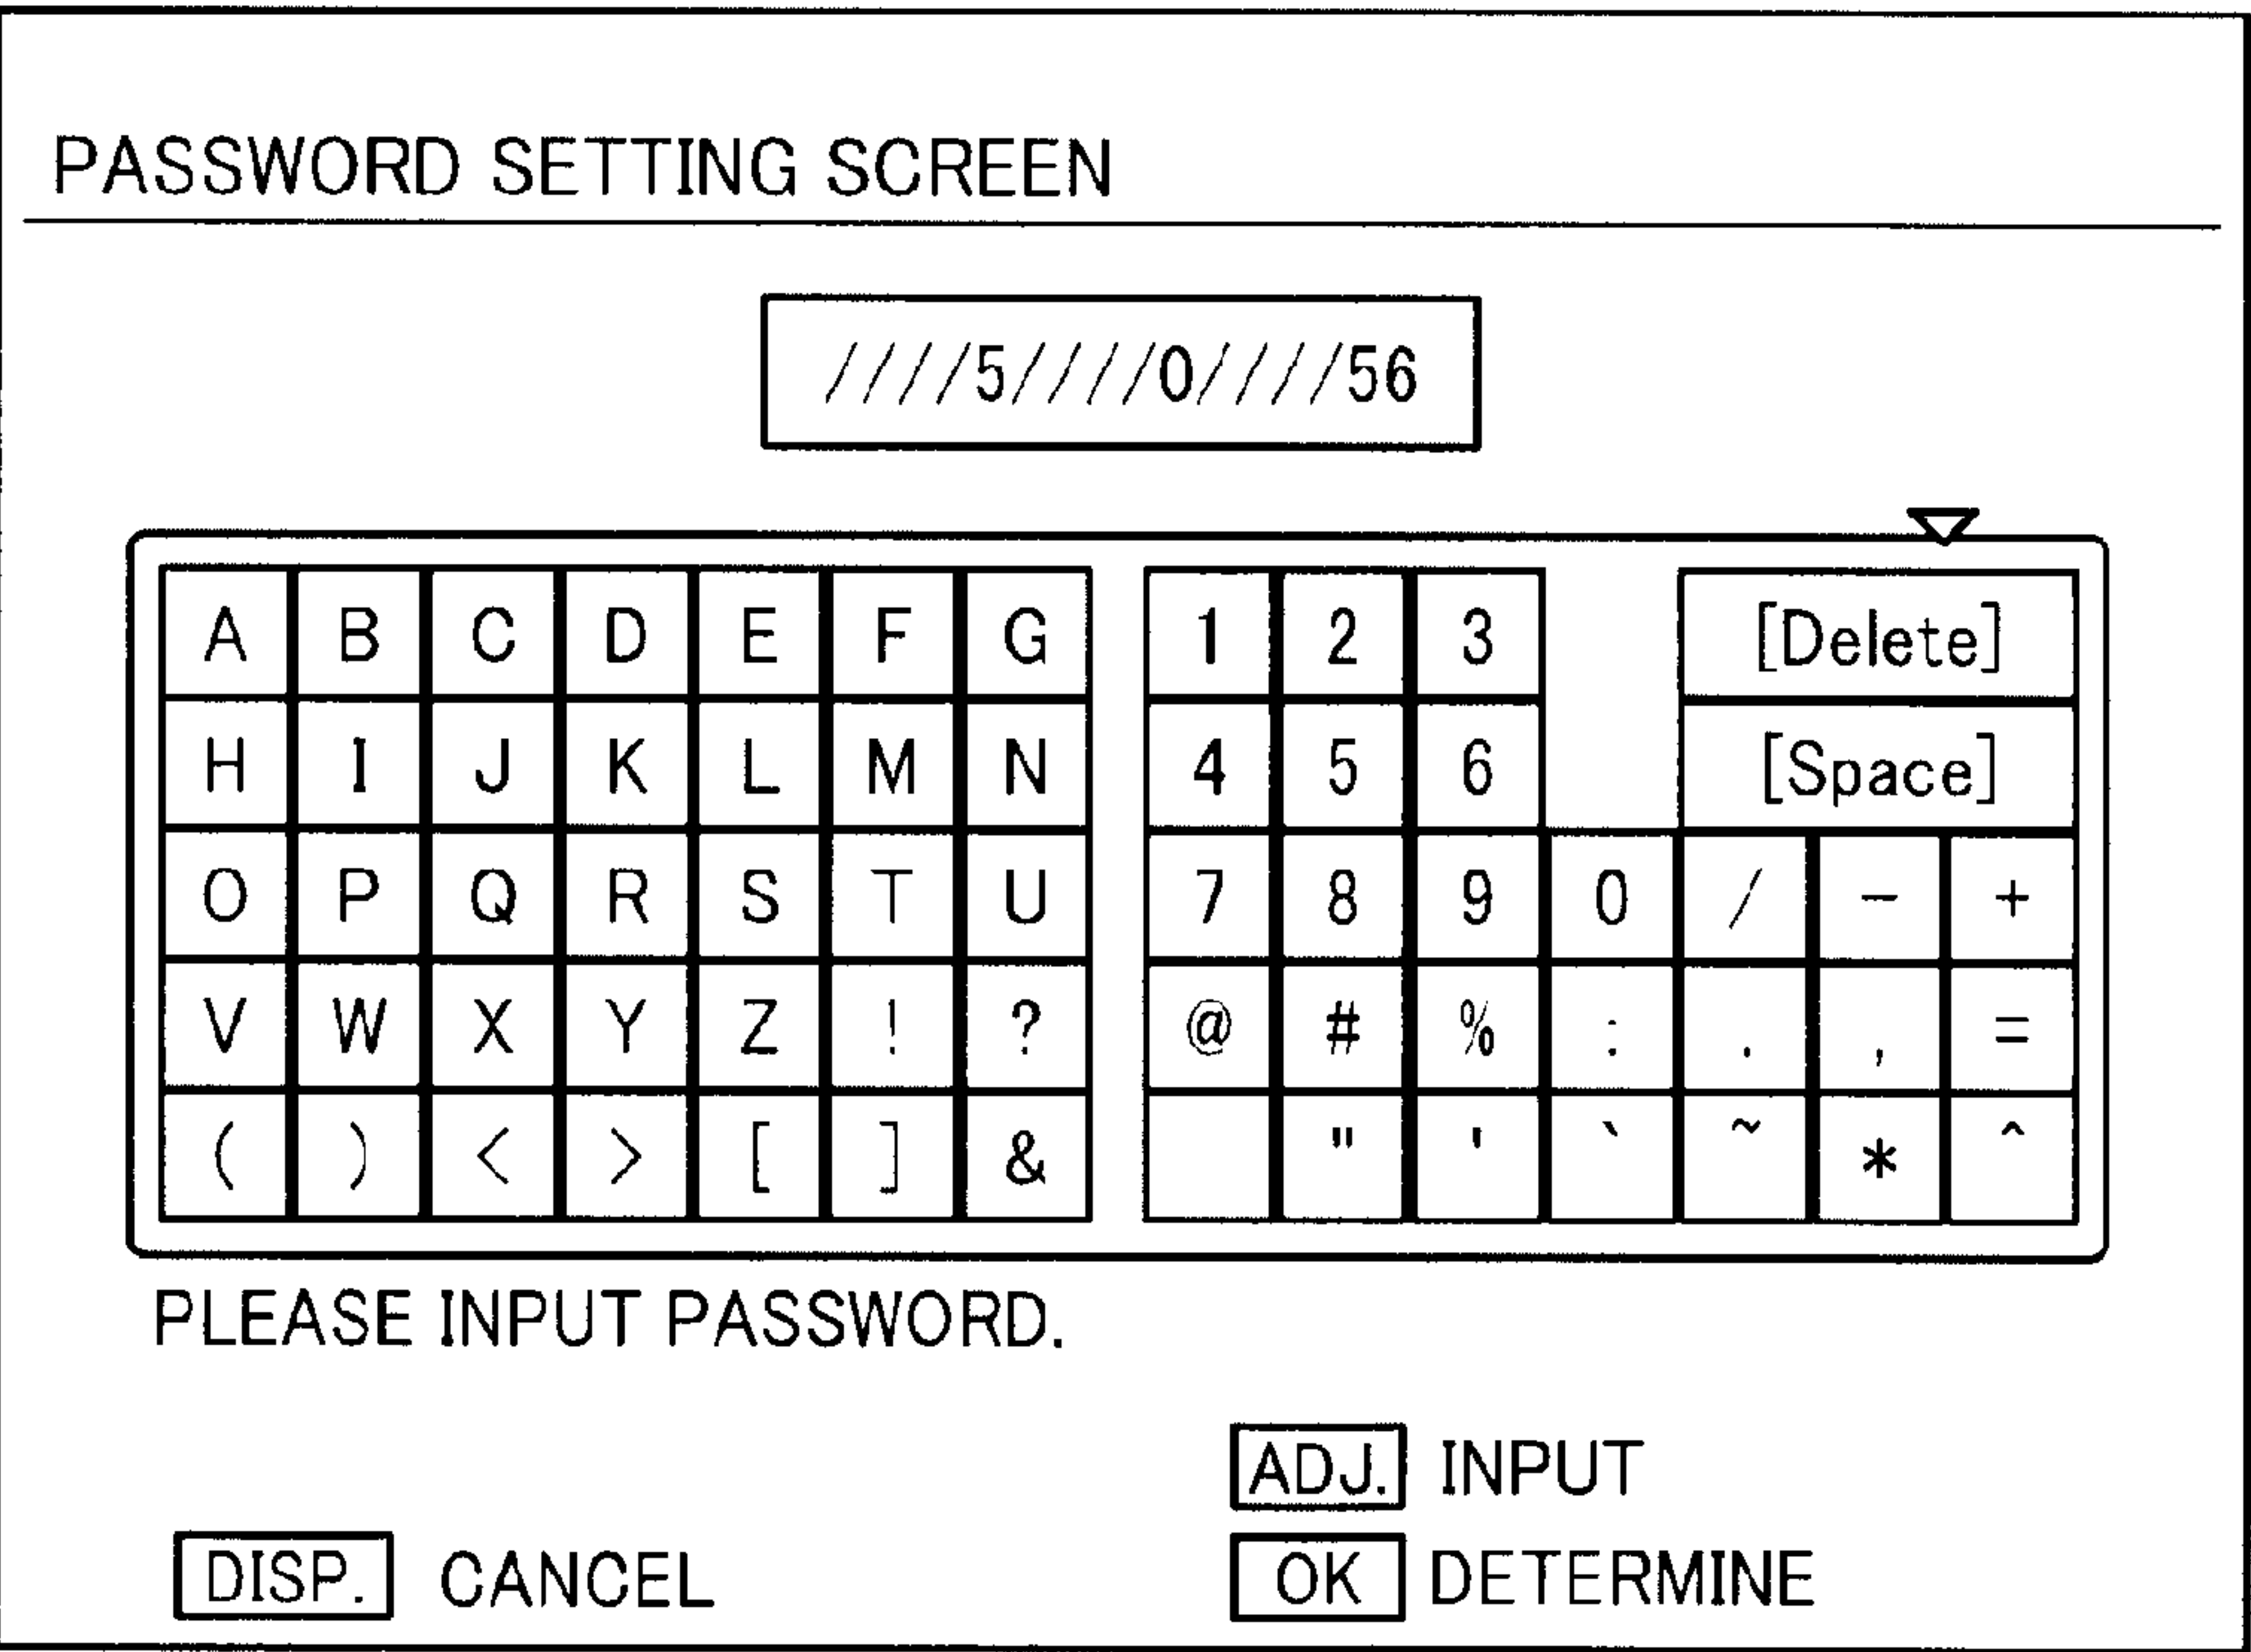 PASSWORD SETTING SCREEN
////5////0////56
A B C D E F G 1 2 3 [Delete]
H I J K L M N 4 5 6 [Space]
O P Q R S T U 7 8 9 0 / - +
V W X Y Z ! ? @ # % : . , =
( ) < > [ ] & " ' ` ~ * ^
PLEASE INPUT PASSWORD.
ADJ. INPUT
DISP. CANCEL OK DETERMINE